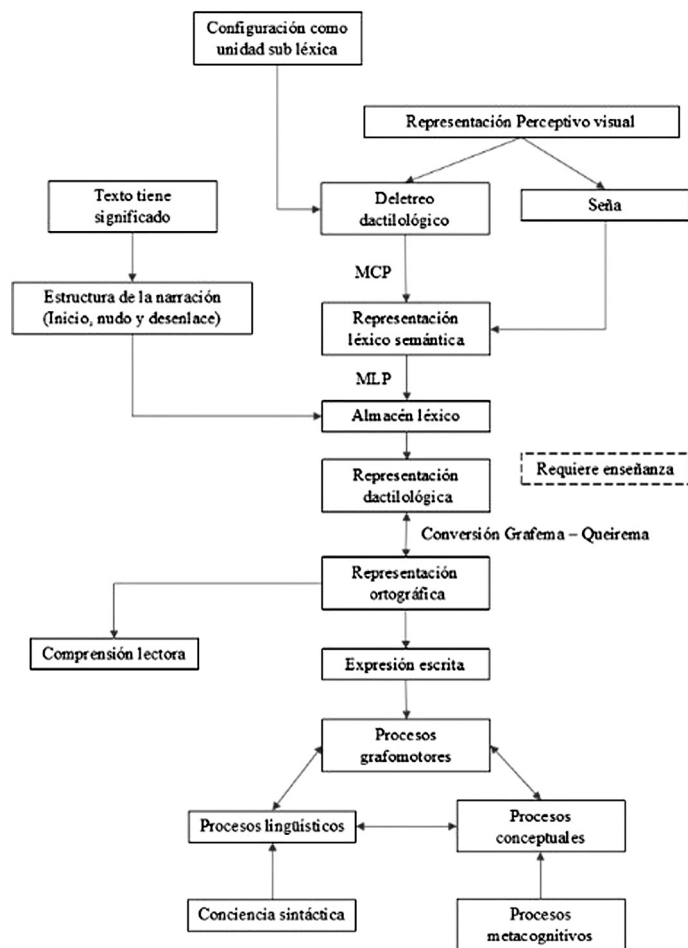 Configuración como
unidad sub léxica
Representación Perceptivo visual
Texto tiene
significado
Deletreo
dactilológico
Seña
MCP
Estructura de la narración
(Inicio, nudo y desenlace)
Representación
léxico semántica
MLP
Almacén léxico
Representación
dactilológica
Requiere enseñanza
Conversión Grafema – Queirema
Representación
ortográfica
Comprensión lectora
Expresión escrita
Procesos
grafomotores
Procesos lingüísticos
Procesos
conceptuales
Conciencia sintáctica
Procesos
metacognitivos